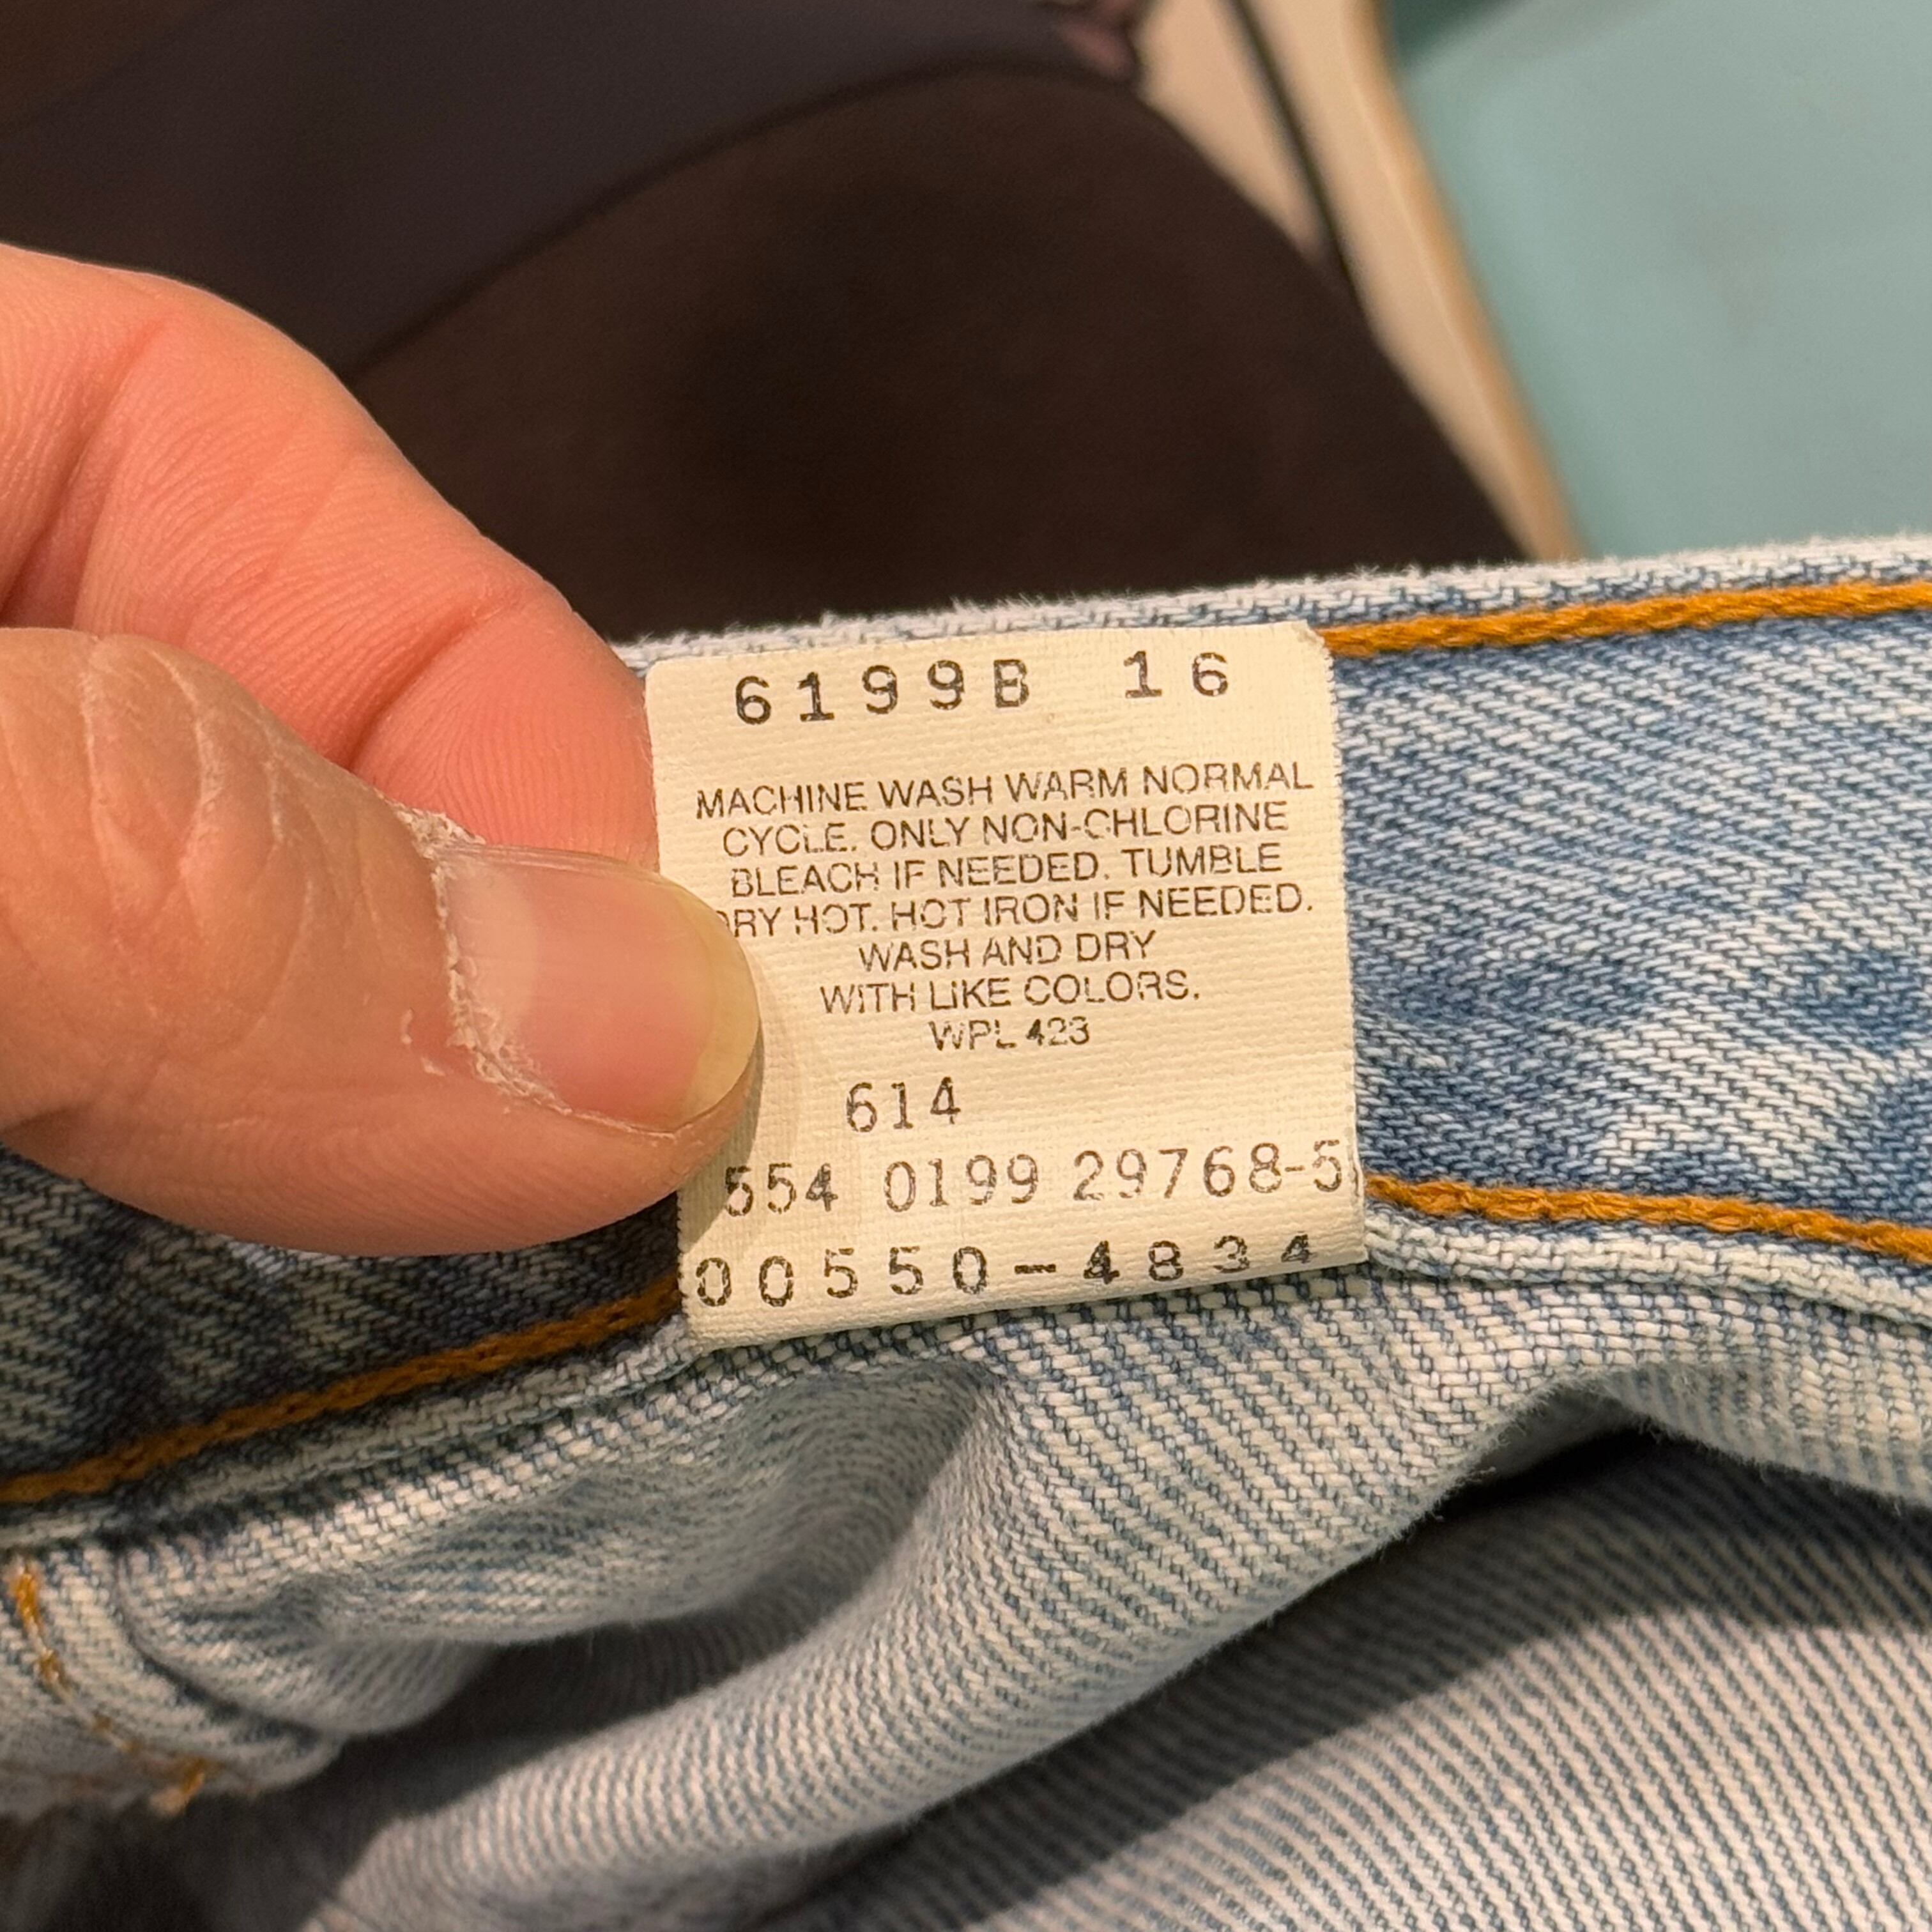 6199B 16
MACHINE WASH WARM NORMAL
CYCLE. ONLY NON-CHLORINE
BLEACH IF NEEDED. TUMBLE
DRY HOT. HOT IRON IF NEEDED.
WASH AND DRY
WITH LIKE COLORS.
WPL 423
614
554 0199 29768-5
00550-4834